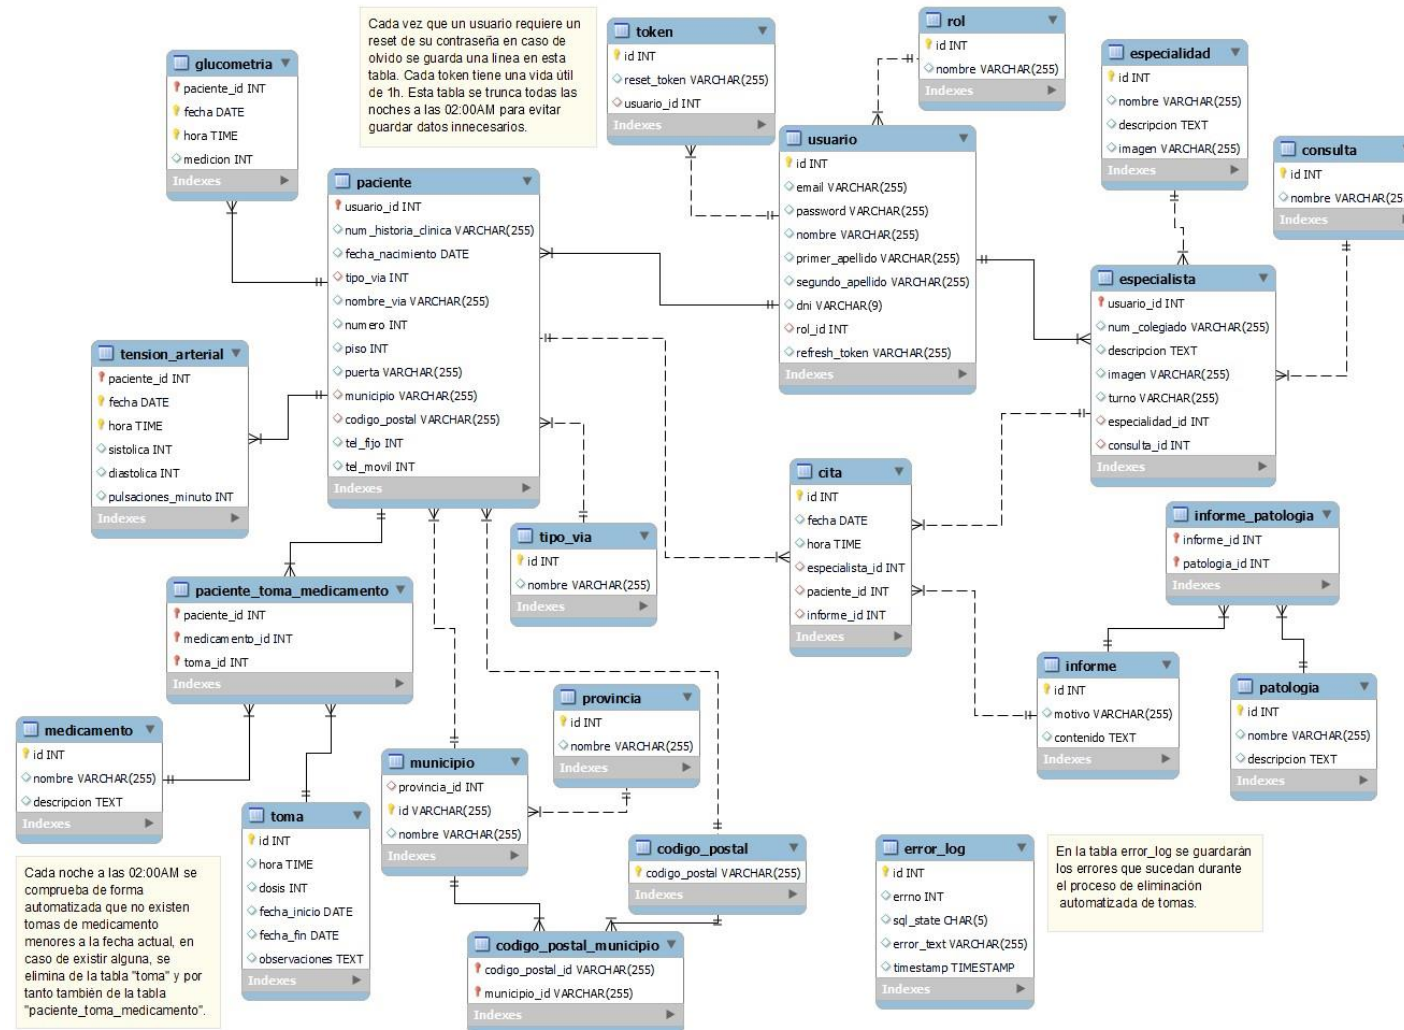 Cada vez que un usuario requiere un
reset de su contraseña en caso de
olvido se guarda una linea en esta
tabla. Cada token tiene una vida útil
de 1h. Esta tabla se trunca todas las
noches a las 02:00AM para evitar
guardar datos innecesarios.
token
id INT
reset_token VARCHAR(255)
usuario_id INT
Indexes
rol
id INT
nombre VARCHAR(255)
Indexes
especialidad
id INT
nombre VARCHAR(255)
descripcion TEXT
imagen VARCHAR(255)
Indexes
glucometria
paciente_id INT
fecha DATE
hora TIME
medicion INT
Indexes
usuario
id INT
email VARCHAR(255)
password VARCHAR(255)
nombre VARCHAR(255)
primer_apellido VARCHAR(255)
segundo_apellido VARCHAR(255)
dni VARCHAR(9)
rol_id INT
refresh_token VARCHAR(255)
Indexes
consulta
id INT
nombre VARCHAR(25
Indexes
paciente
usuario_id INT
num_historia_clinica VARCHAR(255)
fecha_nacimiento DATE
tipo_via INT
nombre_via VARCHAR(255)
numero INT
piso INT
puerta VARCHAR(255)
municipio VARCHAR(255)
codigo_postal VARCHAR(255)
tel_fijo INT
tel_movil INT
Indexes
especialista
usuario_id INT
num_colegiado VARCHAR(255)
descripcion TEXT
imagen VARCHAR(255)
turno VARCHAR(255)
especialidad_id INT
consulta_id INT
Indexes
tension_arterial
paciente_id INT
fecha DATE
hora TIME
sistolica INT
diastolica INT
pulsaciones_minuto INT
Indexes
cita
id INT
fecha DATE
hora TIME
especialista_id INT
paciente_id INT
informe_id INT
Indexes
tipo_via
id INT
nombre VARCHAR(255)
Indexes
informe_patologia
informe_id INT
patologia_id INT
Indexes
paciente_toma_medicamento
paciente_id INT
medicamento_id INT
toma_id INT
Indexes
informe
id INT
motivo VARCHAR(255)
contenido TEXT
Indexes
patologia
id INT
nombre VARCHAR(255)
descripcion TEXT
Indexes
provincia
id INT
nombre VARCHAR(255)
Indexes
medicamento
id INT
nombre VARCHAR(255)
descripcion TEXT
Indexes
municipio
provincia_id INT
id VARCHAR(255)
nombre VARCHAR(255)
Indexes
toma
id INT
hora TIME
dosis INT
fecha_inicio DATE
fecha_fin DATE
observaciones TEXT
Indexes
codigo_postal
codigo_postal VARCHAR(255)
Indexes
error_log
id INT
errno INT
sql_state CHAR(5)
error_text VARCHAR(255)
timestamp TIMESTAMP
Indexes
En la tabla error_log se guardarán
los errores que sucedan durante
el proceso de eliminación
automatizada de tomas.
Cada noche a las 02:00AM se
comprueba de forma
automatizada que no existen
tomas de medicamento
menores a la fecha actual, en
caso de existir alguna, se
elimina de la tabla "toma" y por
tanto también de la tabla
"paciente_toma_medicamento".
codigo_postal_municipio
codigo_postal_id VARCHAR(255)
municipio_id VARCHAR(255)
Indexes